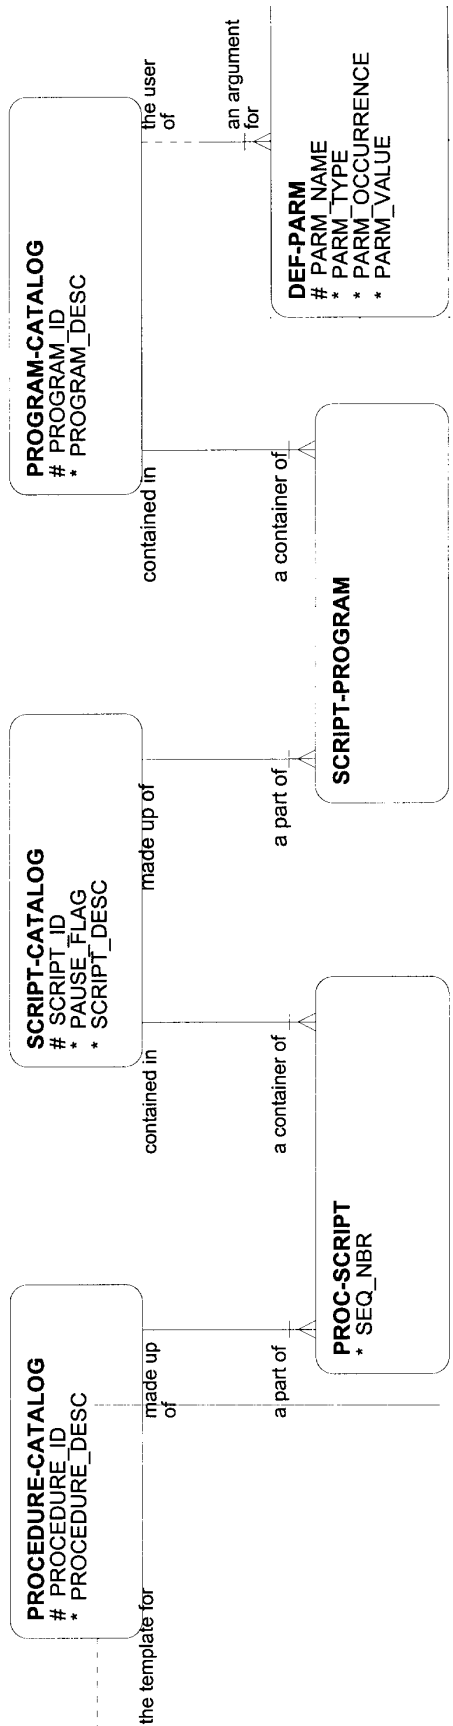 PROCEDURE-CATALOG
# PROCEDURE_ID
* PROCEDURE_DESC
the template for
made up
of
a part of
PROC-SCRIPT
* SEQ_NBR
SCRIPT-CATALOG
# SCRIPT_ID
* PAUSE_FLAG
* SCRIPT_DESC
contained in
a container of
made up of
a part of
SCRIPT-PROGRAM
PROGRAM-CATALOG
# PROGRAM_ID
* PROGRAM_DESC
contained in
a container of
the user
of
an argument
for
DEF-PARM
# PARM_NAME
* PARM_TYPE
* PARM_OCCURRENCE
* PARM_VALUE